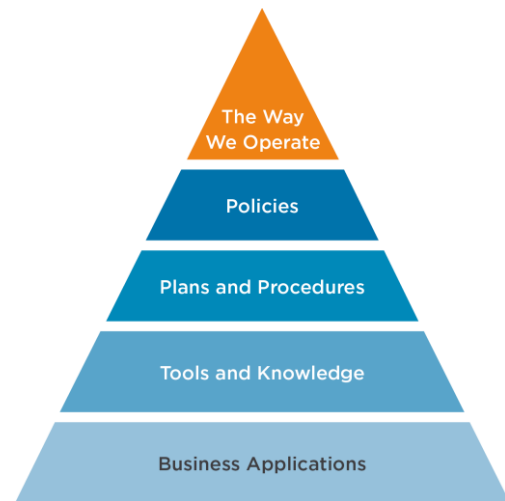 The Way
We Operate
Policies
Plans and Procedures
Tools and Knowledge
Business Applications